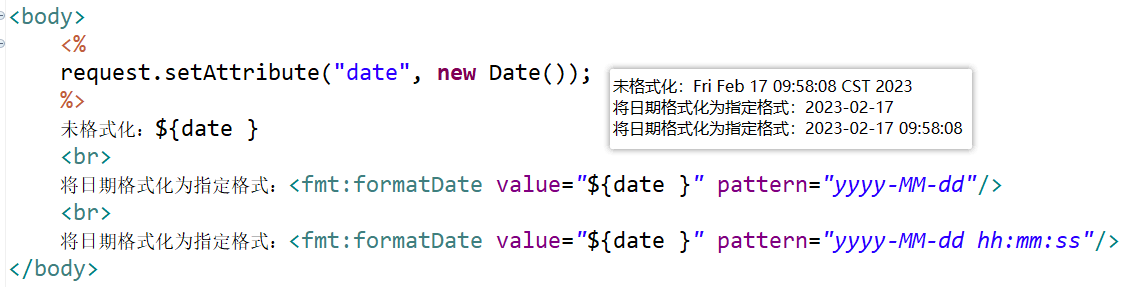 <body>
<%
request.setAttribute("date", new Date());
%>
未格式化：${date }
<br>
将日期格式化为指定格式：<fmt:formatDate value="${date }" pattern="yyyy-MM-dd"/>
<br>
将日期格式化为指定格式：<fmt:formatDate value="${date }" pattern="yyyy-MM-dd hh:mm:ss"/>
</body>
未格式化：Fri Feb 17 09:58:08 CST 2023
将日期格式化为指定格式：2023-02-17
将日期格式化为指定格式：2023-02-17 09:58:08